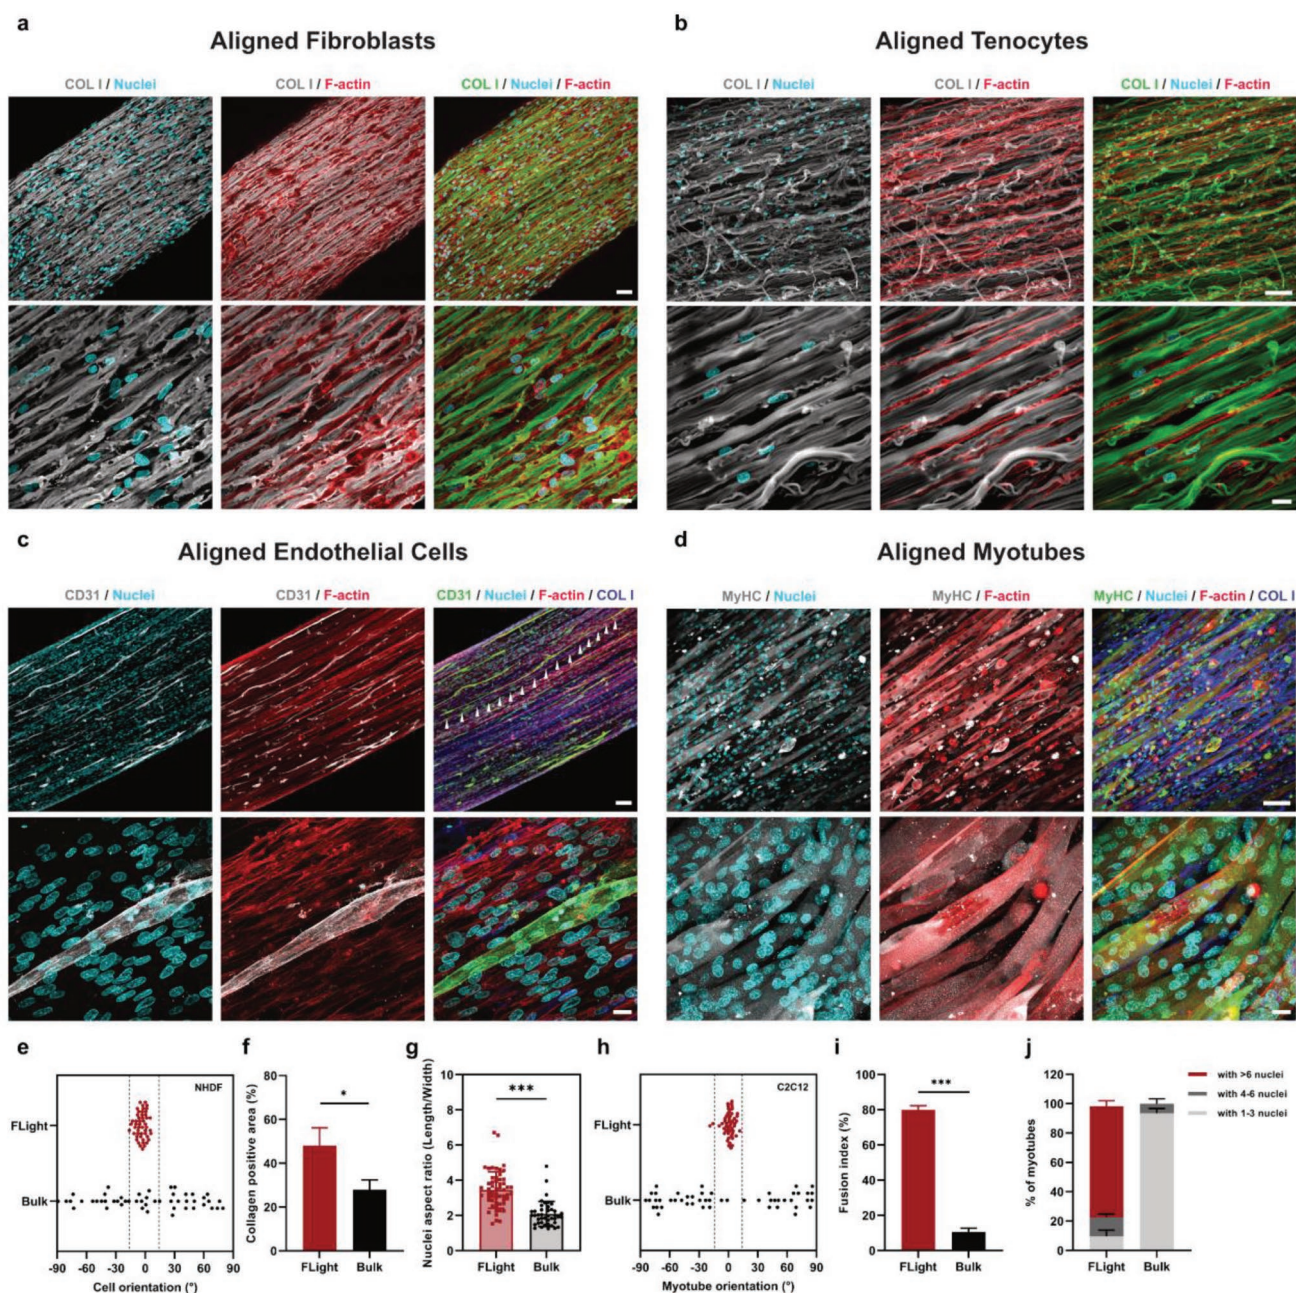 a
Aligned Fibroblasts
COL I / Nuclei
COL I / F-actin
COL I / Nuclei / F-actin
b
Aligned Tenocytes
COL I / Nuclei
COL I / F-actin
COL I / Nuclei / F-actin
c
Aligned Endothelial Cells
CD31 / Nuclei
CD31 / F-actin
CD31 / Nuclei / F-actin / COL I
d
Aligned Myotubes
MyHC / Nuclei
MyHC / F-actin
MyHC / Nuclei / F-actin / COL I
e
NHDF
FLight
Bulk
-90 -60 -30 0 30 60 90
Cell orientation (°)
f
Collagen positive area (%)
80
60
40
20
0
*
FLight Bulk
g
Nuclei aspect ratio (Length/Width)
10
8
6
4
2
0
***
FLight Bulk
h
C2C12
FLight
Bulk
-90 -60 -30 0 30 60 90
Myotube orientation (°)
i
Fusion index (%)
100
80
60
40
20
0
***
FLight Bulk
j
% of myotubes
120
100
80
60
40
20
0
FLight Bulk
with >6 nuclei
with 4-6 nuclei
with 1-3 nuclei